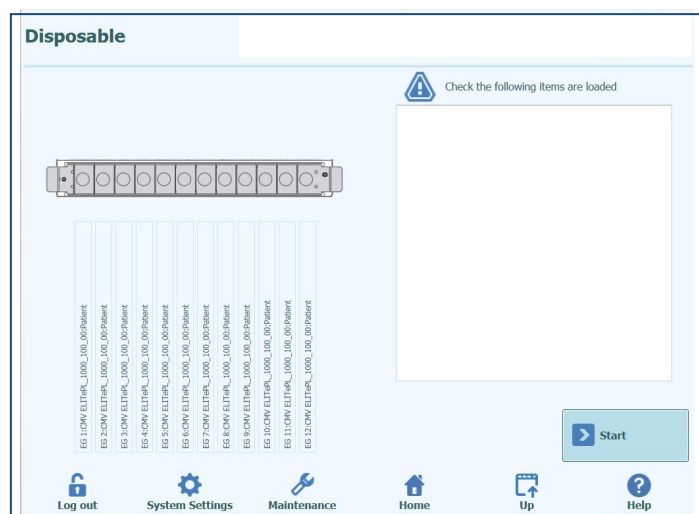 Disposable
Check the following items are loaded
EG 1:CMV ELITePL_1000_100_00:Patient
EG 2:CMV ELITePL_1000_100_00:Patient
EG 3:CMV ELITePL_1000_100_00:Patient
EG 4:CMV ELITePL_1000_100_00:Patient
EG 5:CMV ELITePL_1000_100_00:Patient
EG 6:CMV ELITePL_1000_100_00:Patient
EG 7:CMV ELITePL_1000_100_00:Patient
EG 8:CMV ELITePL_1000_100_00:Patient
EG 9:CMV ELITePL_1000_100_00:Patient
EG 10:CMV ELITePL_1000_100_00:Patient
EG 11:CMV ELITePL_1000_100_00:Patient
EG 12:CMV ELITePL_1000_100_00:Patient
Start
Log out System Settings Maintenance Home Up Help